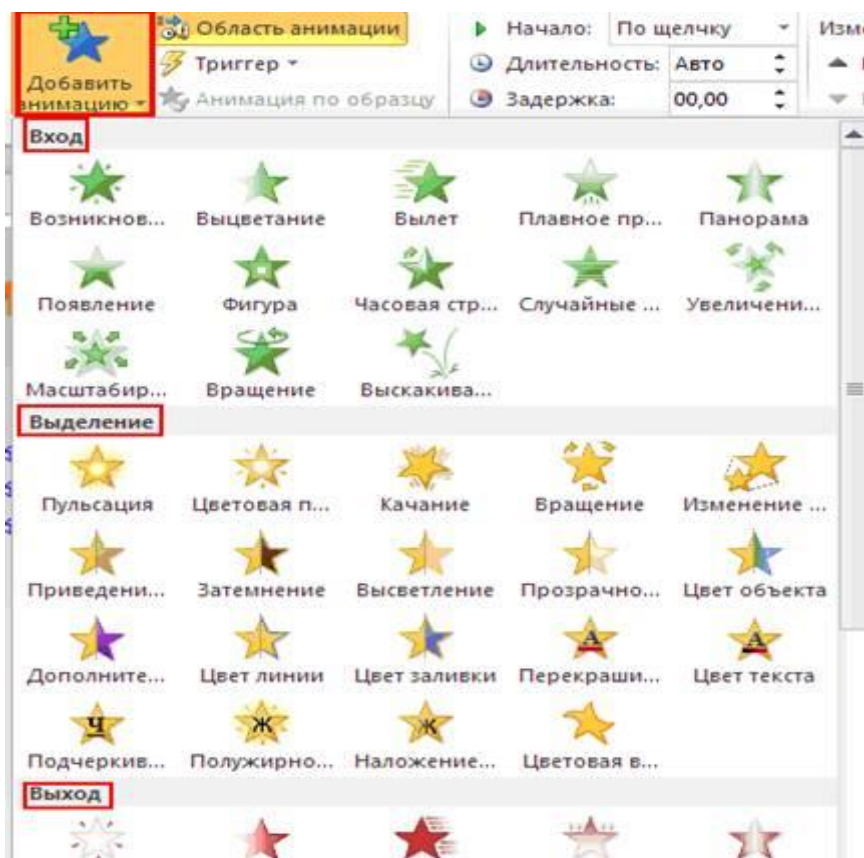 Область анимации
Начало: По щелчку
Изм
Триггер
Длительность: Авто
Добавить
анимацию
Анимация по образцу
Задержка: 00,00
Вход
Возникнов... Выцветание Вылет Плавное пр... Панорама
Появление Фигура Часовая стр... Случайные ... Увеличени...
Масштабир... Вращение Выскакива...
Выделение
Пульсация Цветовая п... Качание Вращение Изменение ...
Приведени... Затемнение Высветление Прозрачно... Цвет объекта
Дополните... Цвет линии Цвет заливки Перекраши... Цвет текста
Ч Ж Ж
Подчеркив... Полужирно... Наложение... Цветовая в...
Выход